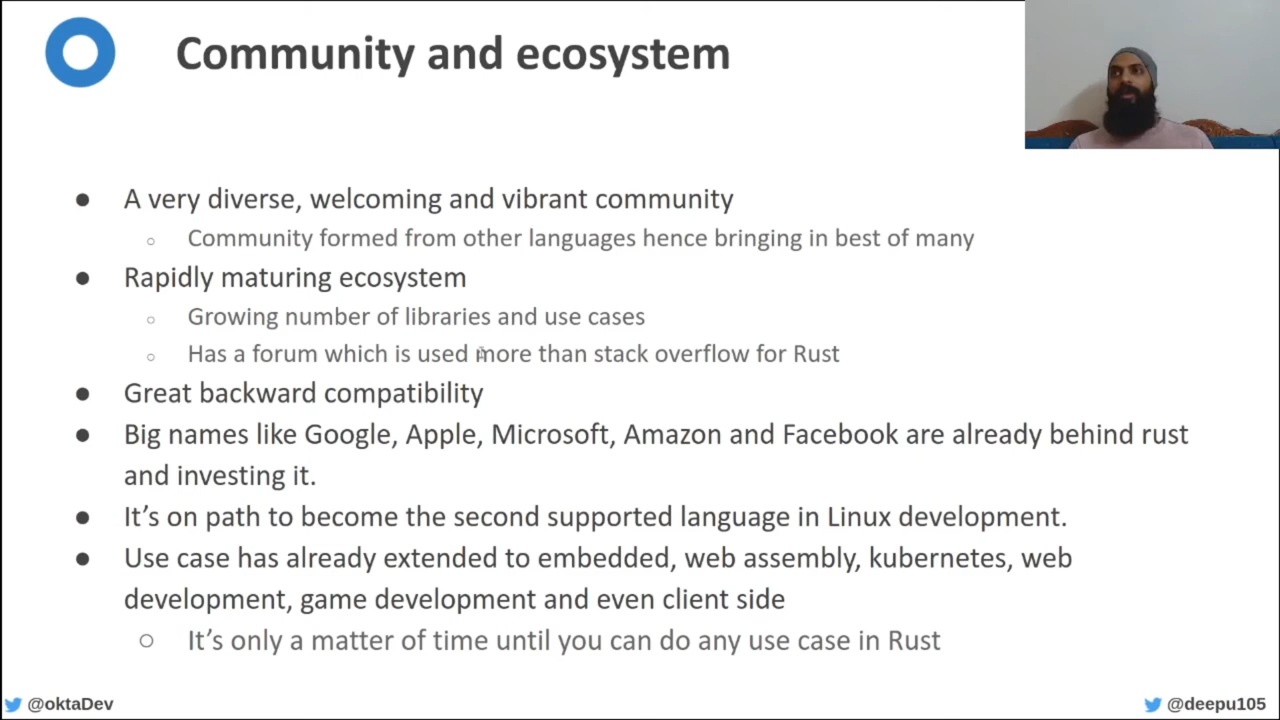 Community and ecosystem
● A very diverse, welcoming and vibrant community
○ Community formed from other languages hence bringing in best of many
● Rapidly maturing ecosystem
○ Growing number of libraries and use cases
○ Has a forum which is used more than stack overflow for Rust
● Great backward compatibility
● Big names like Google, Apple, Microsoft, Amazon and Facebook are already behind rust
and investing it.
● It’s on path to become the second supported language in Linux development.
● Use case has already extended to embedded, web assembly, kubernetes, web
development, game development and even client side
○ It’s only a matter of time until you can do any use case in Rust
@oktaDev
@deepu105